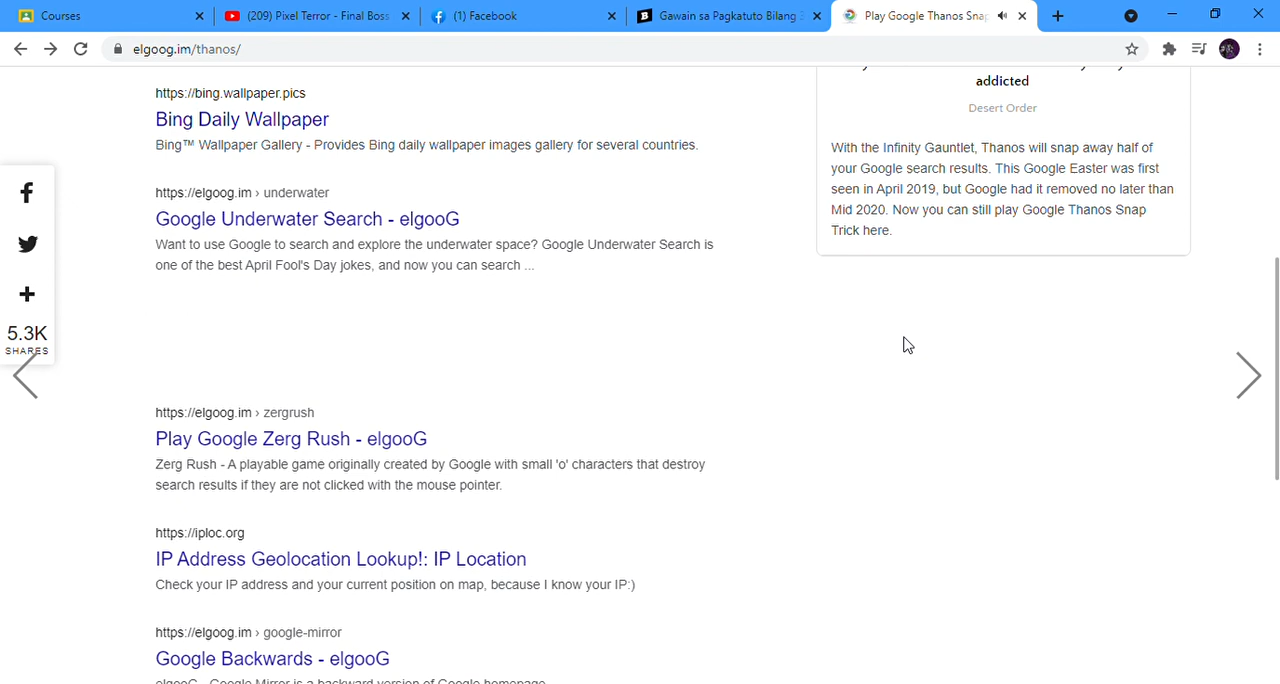 Courses
(209) Pixel Terror - Final Boss
(1) Facebook
Gawain sa Pagkatuto Bilang 3
Play Google Thanos Snap
elgoog.im/thanos/
https://bing.wallpaper.pics
Bing Daily Wallpaper
Bing™ Wallpaper Gallery - Provides Bing daily wallpaper images gallery for several countries.
https://elgoog.im › underwater
Google Underwater Search - elgooG
Want to use Google to search and explore the underwater space? Google Underwater Search is
one of the best April Fool's Day jokes, and now you can search ...
https://elgoog.im › zergrush
Play Google Zerg Rush - elgooG
Zerg Rush - A playable game originally created by Google with small 'o' characters that destroy
search results if they are not clicked with the mouse pointer.
https://iploc.org
IP Address Geolocation Lookup!: IP Location
Check your IP address and your current position on map, because I know your IP:)
https://elgoog.im › google-mirror
Google Backwards - elgooG
elgooG - Google Mirror is a backward version of Google homepage
addicted
Desert Order
With the Infinity Gauntlet, Thanos will snap away half of
your Google search results. This Google Easter was first
seen in April 2019, but Google had it removed no later than
Mid 2020. Now you can still play Google Thanos Snap
Trick here.
5.3K
SHARES